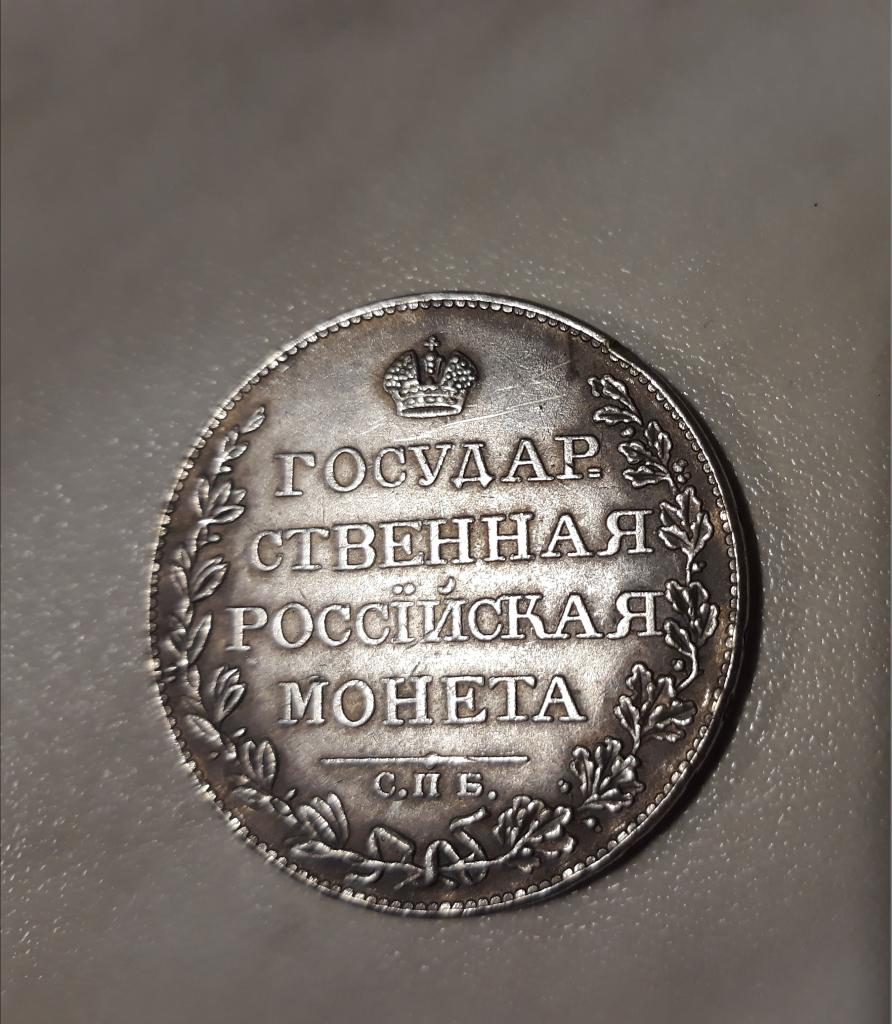 ГОСУДАР-
СТВЕННАЯ
РОССІЙСКАЯ
МОНЕТА
С.П Б.